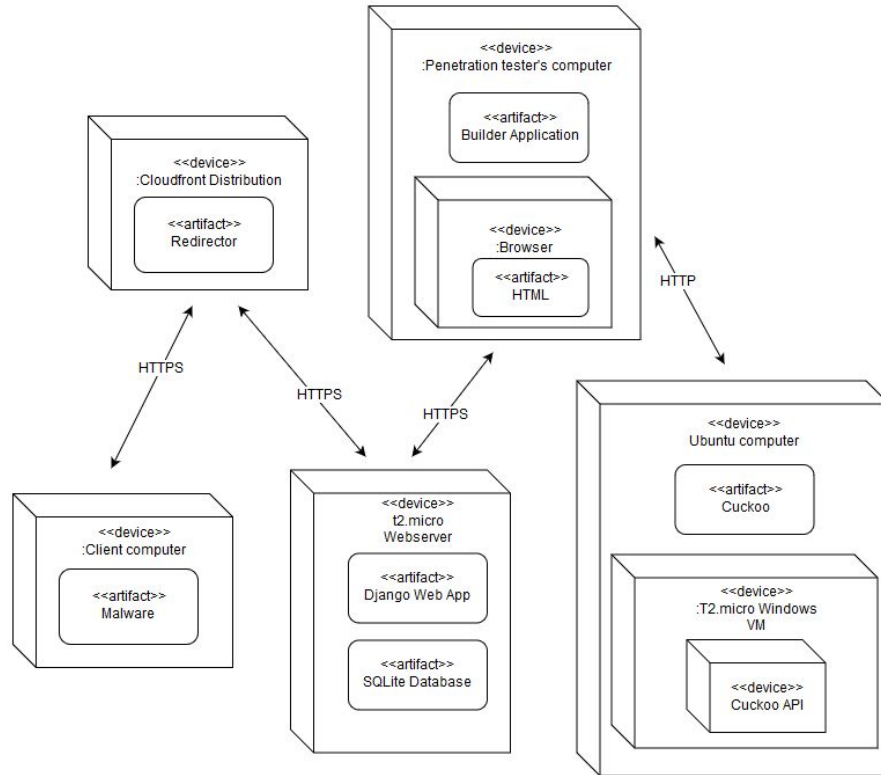 <<device>>
:Penetration tester's computer
<<artifact>>
Builder Application
<<device>>
:Browser
<<artifact>>
HTML
<<device>>
:Cloudfront Distribution
<<artifact>>
Redirector
HTTP
HTTPS
HTTPS
HTTPS
<<device>>
Ubuntu computer
<<artifact>>
Cuckoo
<<device>>
:T2.micro Windows
VM
<<device>>
Cuckoo API
<<device>>
t2.micro
Webserver
<<artifact>>
Django Web App
<<artifact>>
SQLite Database
<<device>>
:Client computer
<<artifact>>
Malware